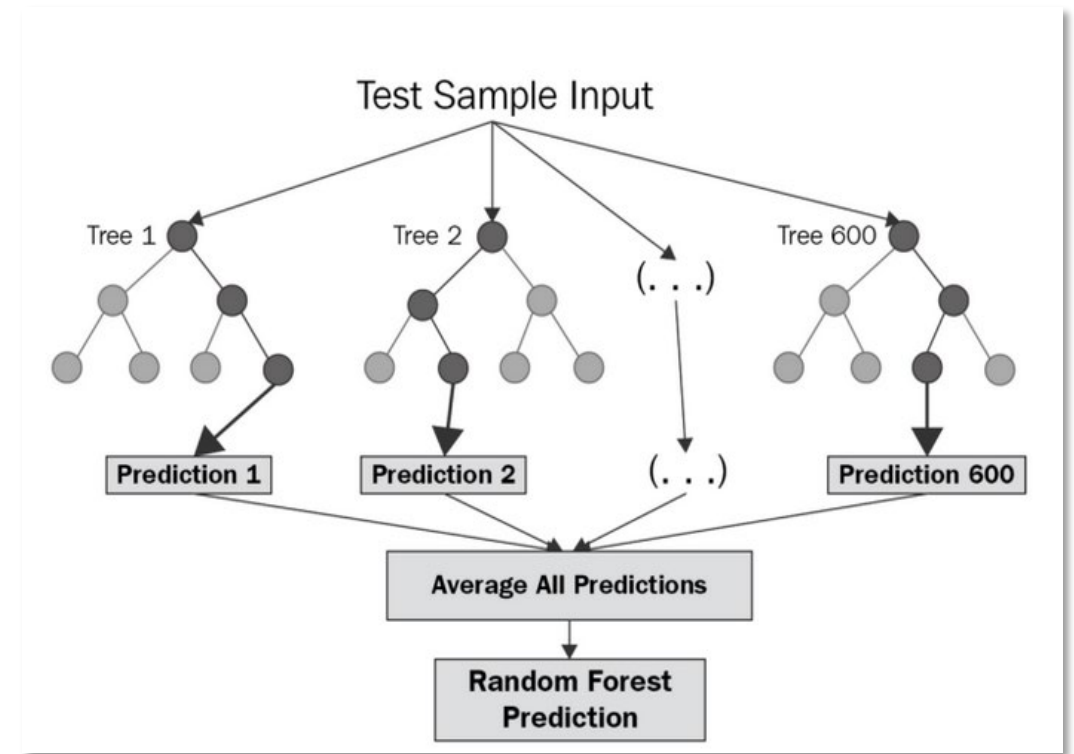 Test Sample Input
Tree 1
Tree 2
Tree 600
(. . .)
Prediction 1
Prediction 2
(. . .)
Prediction 600
Average All Predictions
Random Forest
Prediction